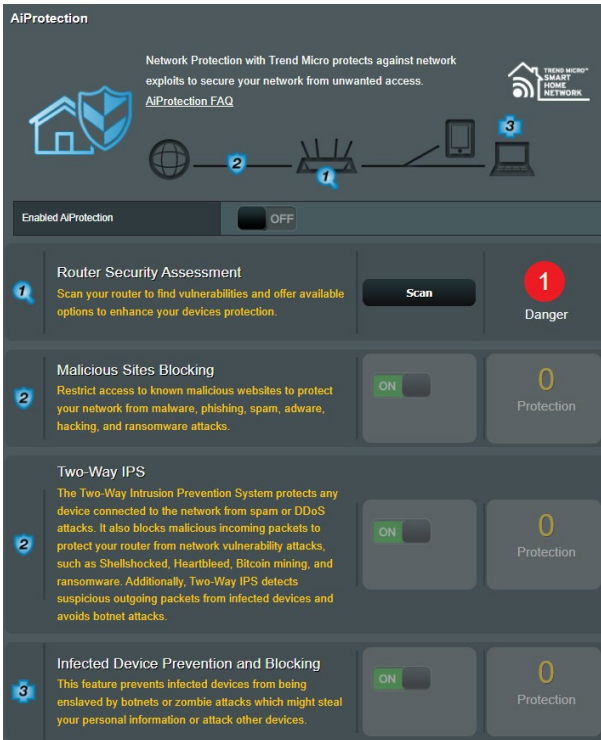 AiProtection
Network Protection with Trend Micro protects against network
exploits to secure your network from unwanted access.
AiProtection FAQ
TREND MICRO™
SMART
HOME
NETWORK
3
2
1
Enabled AiProtection
OFF
1
Router Security Assessment
Scan your router to find vulnerabilities and offer available
options to enhance your devices protection.
Scan
1
Danger
2
Malicious Sites Blocking
Restrict access to known malicious websites to protect
your network from malware, phishing, spam, adware,
hacking, and ransomware attacks.
ON
0
Protection
2
Two-Way IPS
The Two-Way Intrusion Prevention System protects any
device connected to the network from spam or DDoS
attacks. It also blocks malicious incoming packets to
protect your router from network vulnerability attacks,
such as Shellshocked, Heartbleed, Bitcoin mining, and
ransomware. Additionally, Two-Way IPS detects
suspicious outgoing packets from infected devices and
avoids botnet attacks.
ON
0
Protection
3
Infected Device Prevention and Blocking
This feature prevents infected devices from being
enslaved by botnets or zombie attacks which might steal
your personal information or attack other devices.
ON
0
Protection